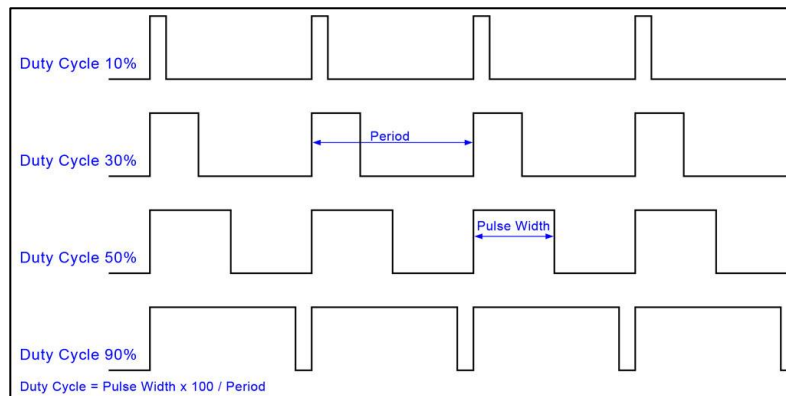 Duty Cycle 10%
Period
Duty Cycle 30%
Pulse Width
Duty Cycle 50%
Duty Cycle 90%
Duty Cycle = Pulse Width x 100 / Period